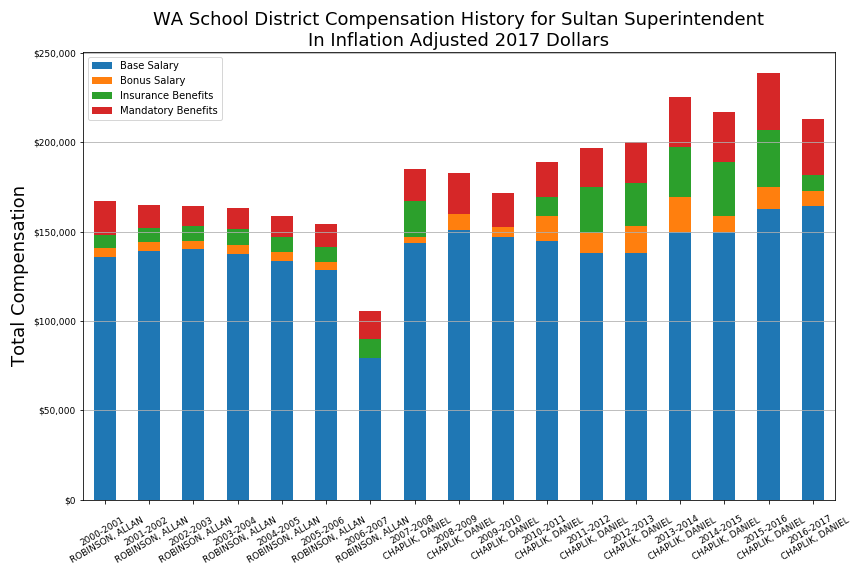 WA School District Compensation History for Sultan Superintendent
In Inflation Adjusted 2017 Dollars
Base Salary
Bonus Salary
Insurance Benefits
Mandatory Benefits
Total Compensation
$250,000
$200,000
$150,000
$100,000
$50,000
$0
2000-2001
ROBINSON, ALLAN
2001-2002
ROBINSON, ALLAN
2002-2003
ROBINSON, ALLAN
2003-2004
ROBINSON, ALLAN
2004-2005
ROBINSON, ALLAN
2005-2006
ROBINSON, ALLAN
2006-2007
ROBINSON, ALLAN
2007-2008
CHAPLIK, DANIEL
2008-2009
CHAPLIK, DANIEL
2009-2010
CHAPLIK, DANIEL
2010-2011
CHAPLIK, DANIEL
2011-2012
CHAPLIK, DANIEL
2012-2013
CHAPLIK, DANIEL
2013-2014
CHAPLIK, DANIEL
2014-2015
CHAPLIK, DANIEL
2015-2016
CHAPLIK, DANIEL
2016-2017
CHAPLIK, DANIEL